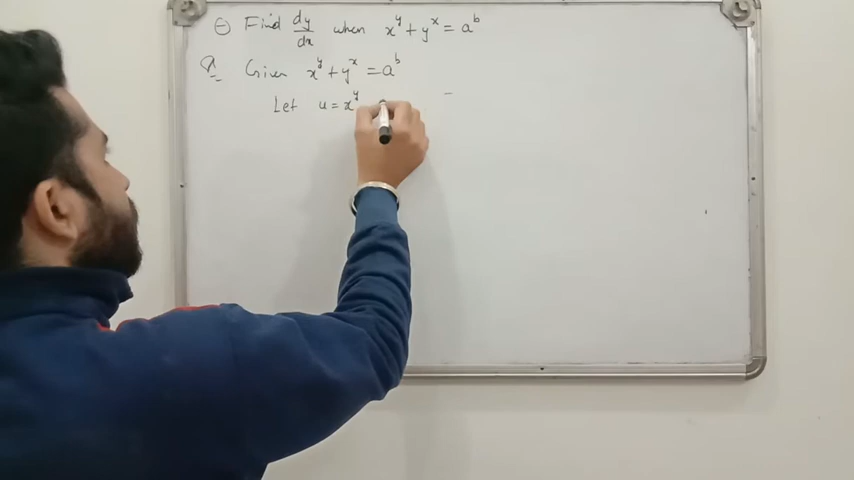 Find dy/dx when x^y + y^x = a^b
Given x^y + y^x = a^b
Let u = x^y